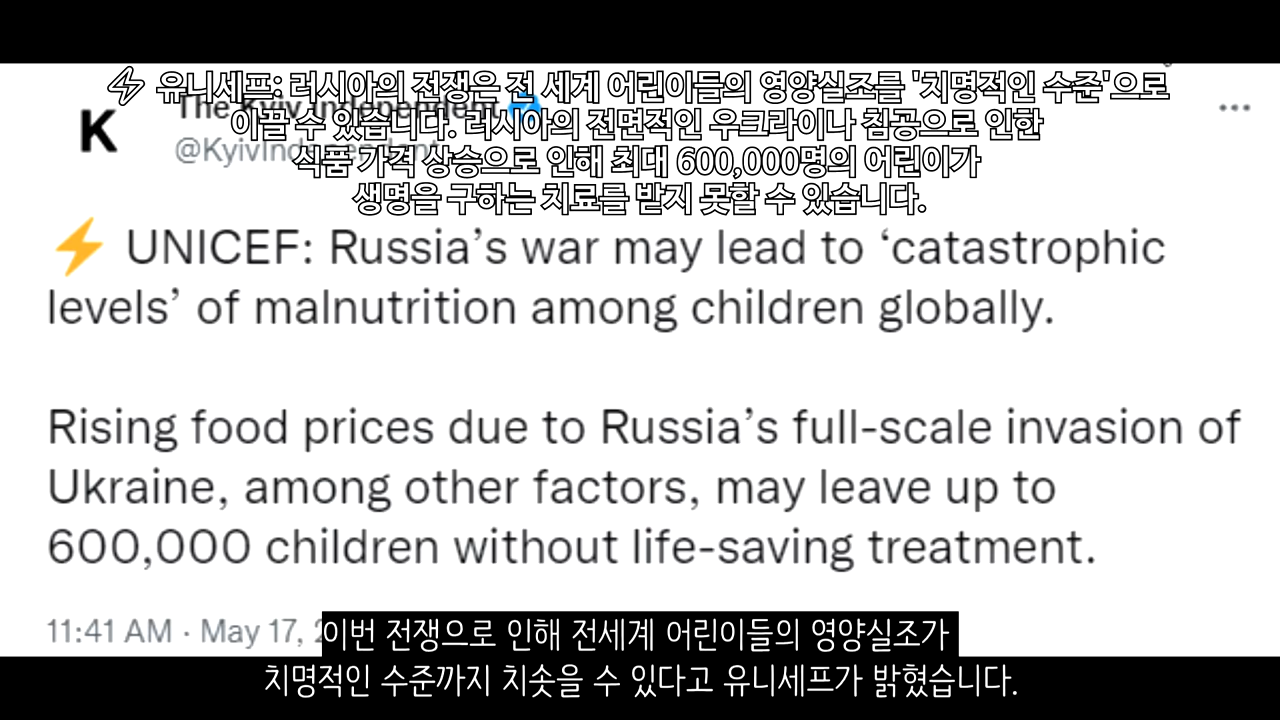 ⚡ 유니세프: 러시아의 전쟁은 전 세계 어린이들의 영양실조를 '치명적인 수준'으로
이끌 수 있습니다. 러시아의 전면적인 우크라이나 침공으로 인한
식품 가격 상승으로 인해 최대 600,000명의 어린이가
생명을 구하는 치료를 받지 못할 수 있습니다.
K
The Kyiv Independent
@KyivIndependent
⚡ UNICEF: Russia’s war may lead to ‘catastrophic
levels’ of malnutrition among children globally.
Rising food prices due to Russia’s full-scale invasion of
Ukraine, among other factors, may leave up to
600,000 children without life-saving treatment.
11:41 AM · May 17,
이번 전쟁으로 인해 전세계 어린이들의 영양실조가
치명적인 수준까지 치솟을 수 있다고 유니세프가 밝혔습니다.